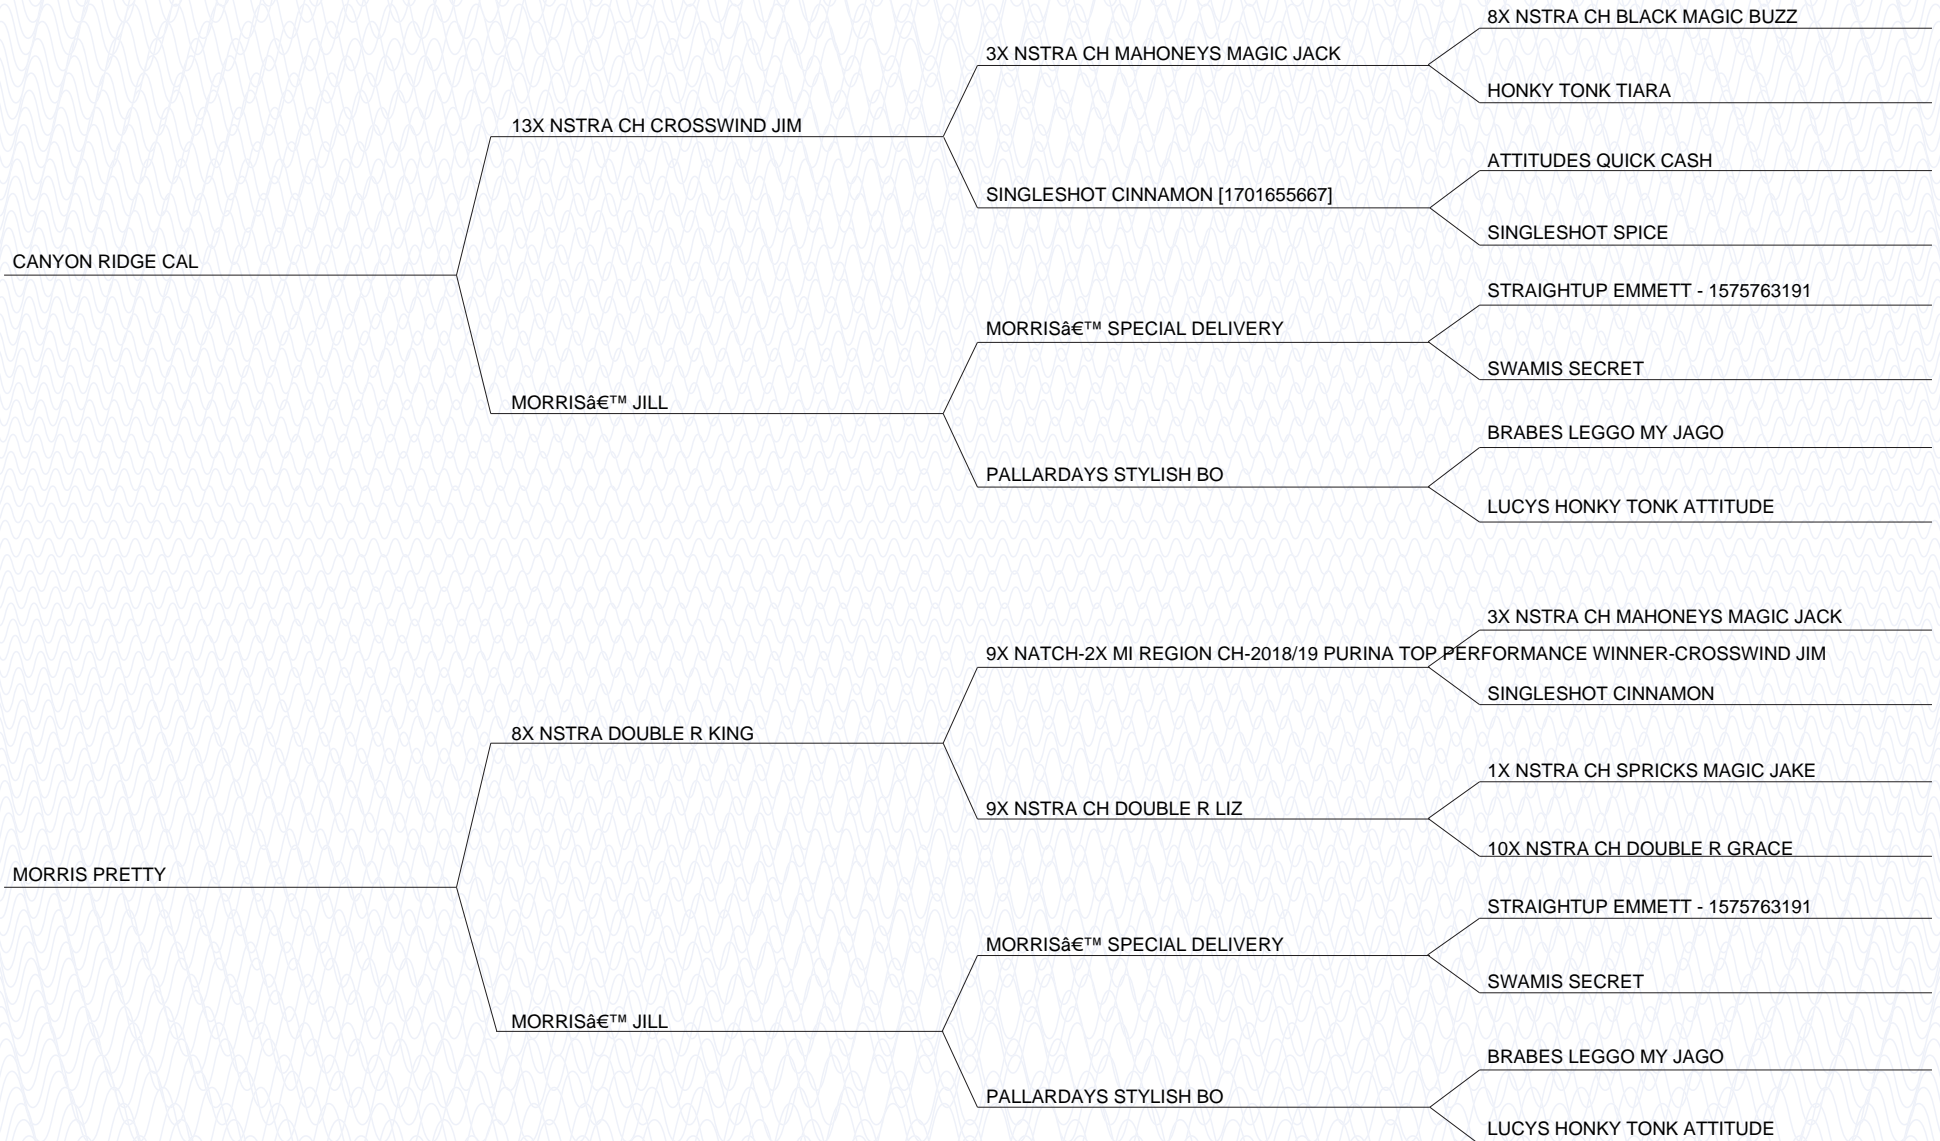 8X NSTRA CH BLACK MAGIC BUZZ
3X NSTRA CH MAHONEYS MAGIC JACK
HONKY TONK TIARA
13X NSTRA CH CROSSWIND JIM
ATTITUDES QUICK CASH
SINGLESHOT CINNAMON [1701655667]
SINGLESHOT SPICE
CANYON RIDGE CAL
STRAIGHTUP EMMETT - 1575763191
MORRISâ€™ SPECIAL DELIVERY
SWAMIS SECRET
MORRISâ€™ JILL
BRABES LEGGO MY JAGO
PALLARDAYS STYLISH BO
LUCYS HONKY TONK ATTITUDE
3X NSTRA CH MAHONEYS MAGIC JACK
9X NATCH-2X MI REGION CH-2018/19 PURINA TOP PERFORMANCE WINNER-CROSSWIND JIM
SINGLESHOT CINNAMON
8X NSTRA DOUBLE R KING
1X NSTRA CH SPRICKS MAGIC JAKE
9X NSTRA CH DOUBLE R LIZ
10X NSTRA CH DOUBLE R GRACE
MORRIS PRETTY
STRAIGHTUP EMMETT - 1575763191
MORRISâ€™ SPECIAL DELIVERY
SWAMIS SECRET
MORRISâ€™ JILL
BRABES LEGGO MY JAGO
PALLARDAYS STYLISH BO
LUCYS HONKY TONK ATTITUDE